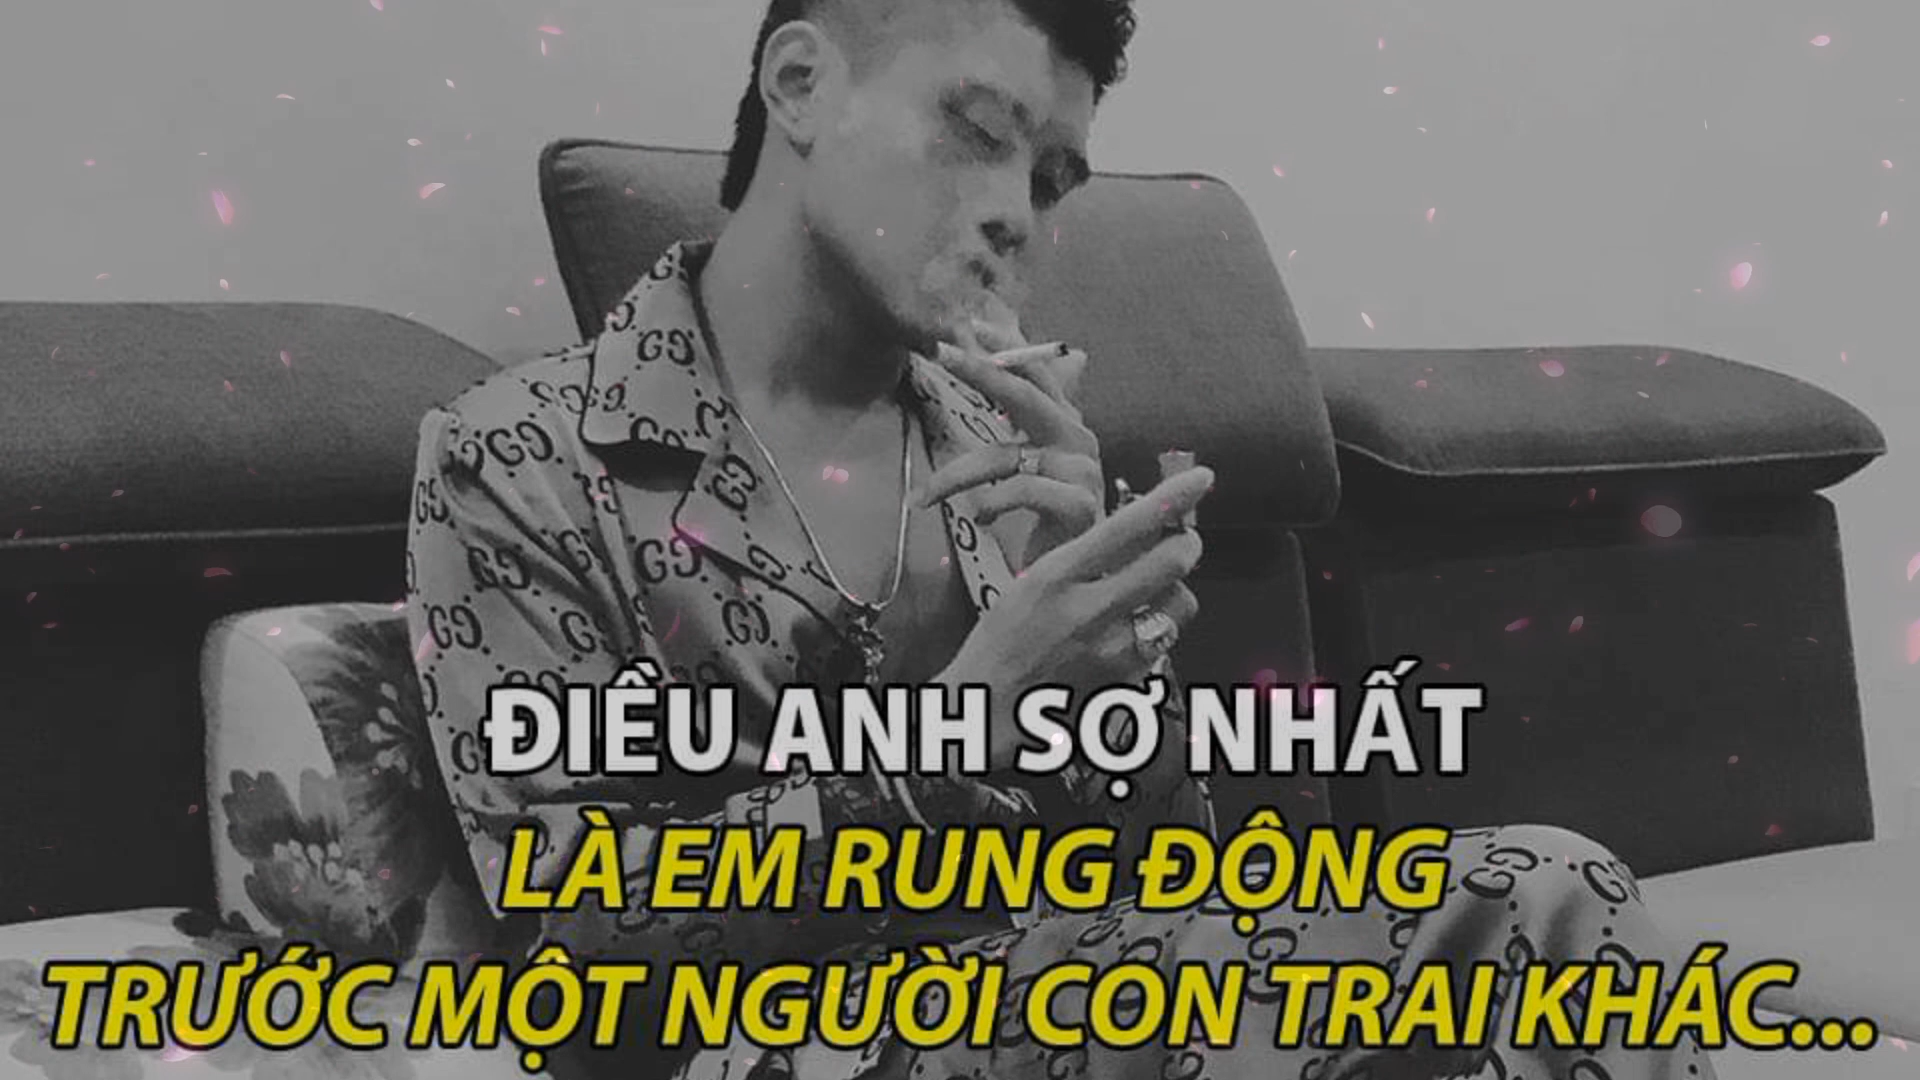 ĐIỀU ANH SỢ NHẤT
LÀ EM RUNG ĐỘNG
TRƯỚC MỘT NGƯỜI CON TRAI KHÁC...